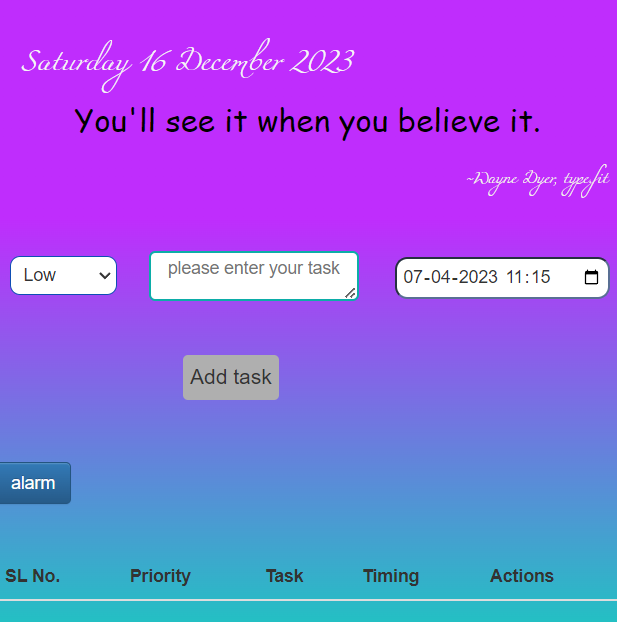 Saturday 16 December 2023
You'll see it when you believe it.
~Wayne Dyer, type.fit
Low please enter your task 07-04-2023 11:15
Add task
alarm
SL No. Priority Task Timing Actions